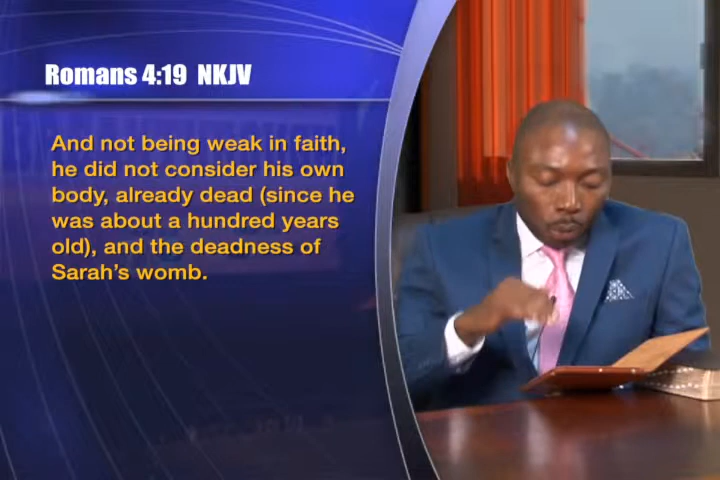 Romans 4:19 NKJV
And not being weak in faith,
he did not consider his own
body, already dead (since he
was about a hundred years
old), and the deadness of
Sarah's womb.